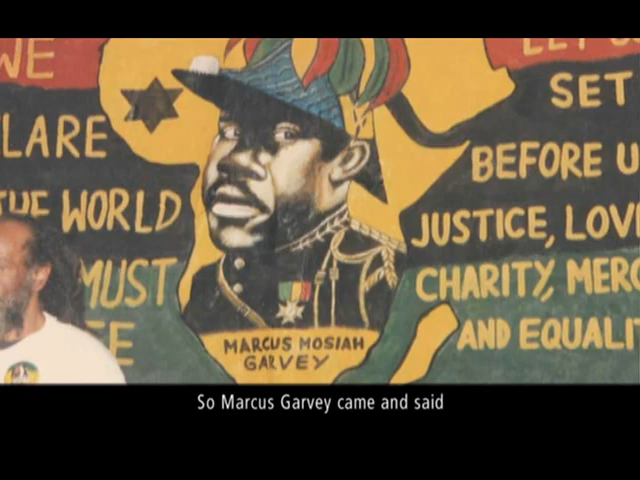 WE
LARE
THE WORLD
MUST
SET
BEFORE U
JUSTICE, LOV
CHARITY, MERC
AND EQUALI
MARCUS MOSIAH
GARVEY
So Marcus Garvey came and said